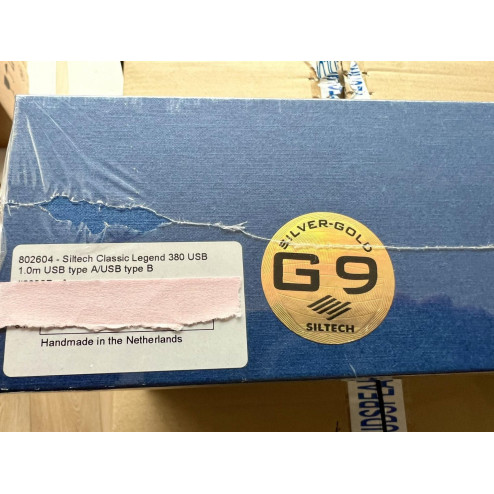 802604 - Siltech Classic Legend 380 USB
1.0m USB type A/USB type B
Handmade in the Netherlands
SILVER-GOLD
G9
SILTECH